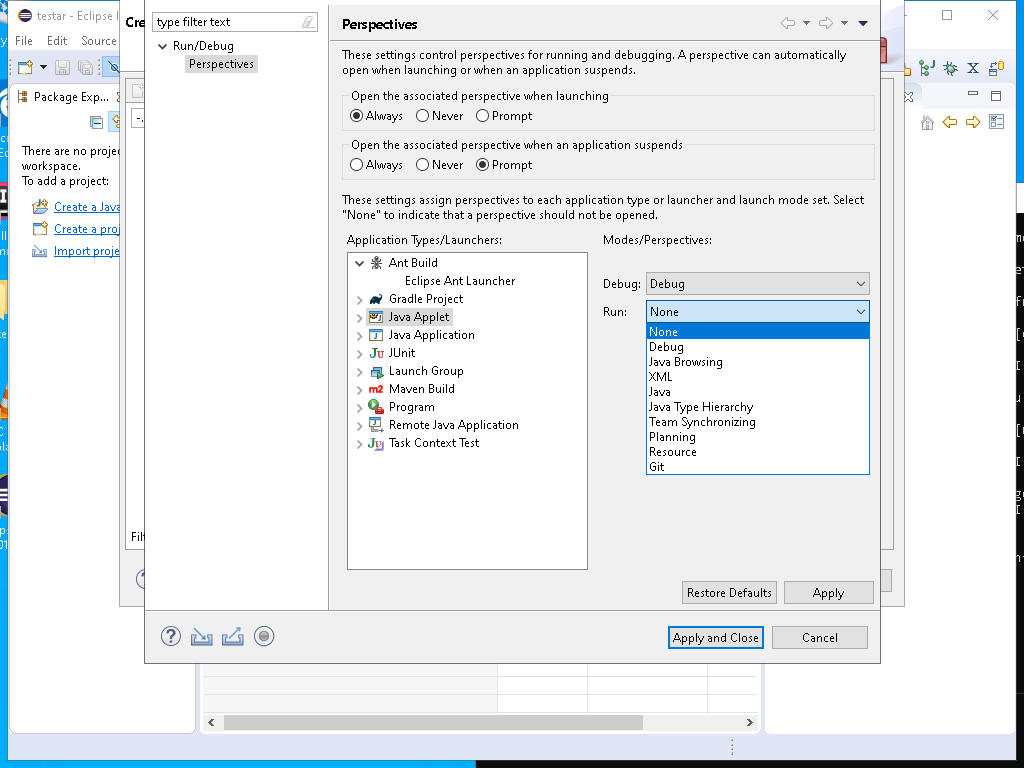 testar - Eclipse I
File Edit Source
Package Exp...
There are no proje
workspace.
To add a project:
Create a Java
Create a proj
Import proje
Cre
Filt
type filter text
Run/Debug
Perspectives
Perspectives
These settings control perspectives for running and debugging. A perspective can automatically
open when launching or when an application suspends.
Open the associated perspective when launching
Always Never Prompt
Open the associated perspective when an application suspends
Always Never Prompt
These settings assign perspectives to each application type or launcher and launch mode set. Select
"None" to indicate that a perspective should not be opened.
Application Types/Launchers:
Ant Build
Eclipse Ant Launcher
Gradle Project
Java Applet
Java Application
JUnit
Launch Group
Maven Build
Program
Remote Java Application
Task Context Test
Modes/Perspectives:
Debug: Debug
Run: None
None
Debug
Java Browsing
XML
Java
Java Type Hierarchy
Team Synchronizing
Planning
Resource
Git
Restore Defaults Apply
Apply and Close Cancel